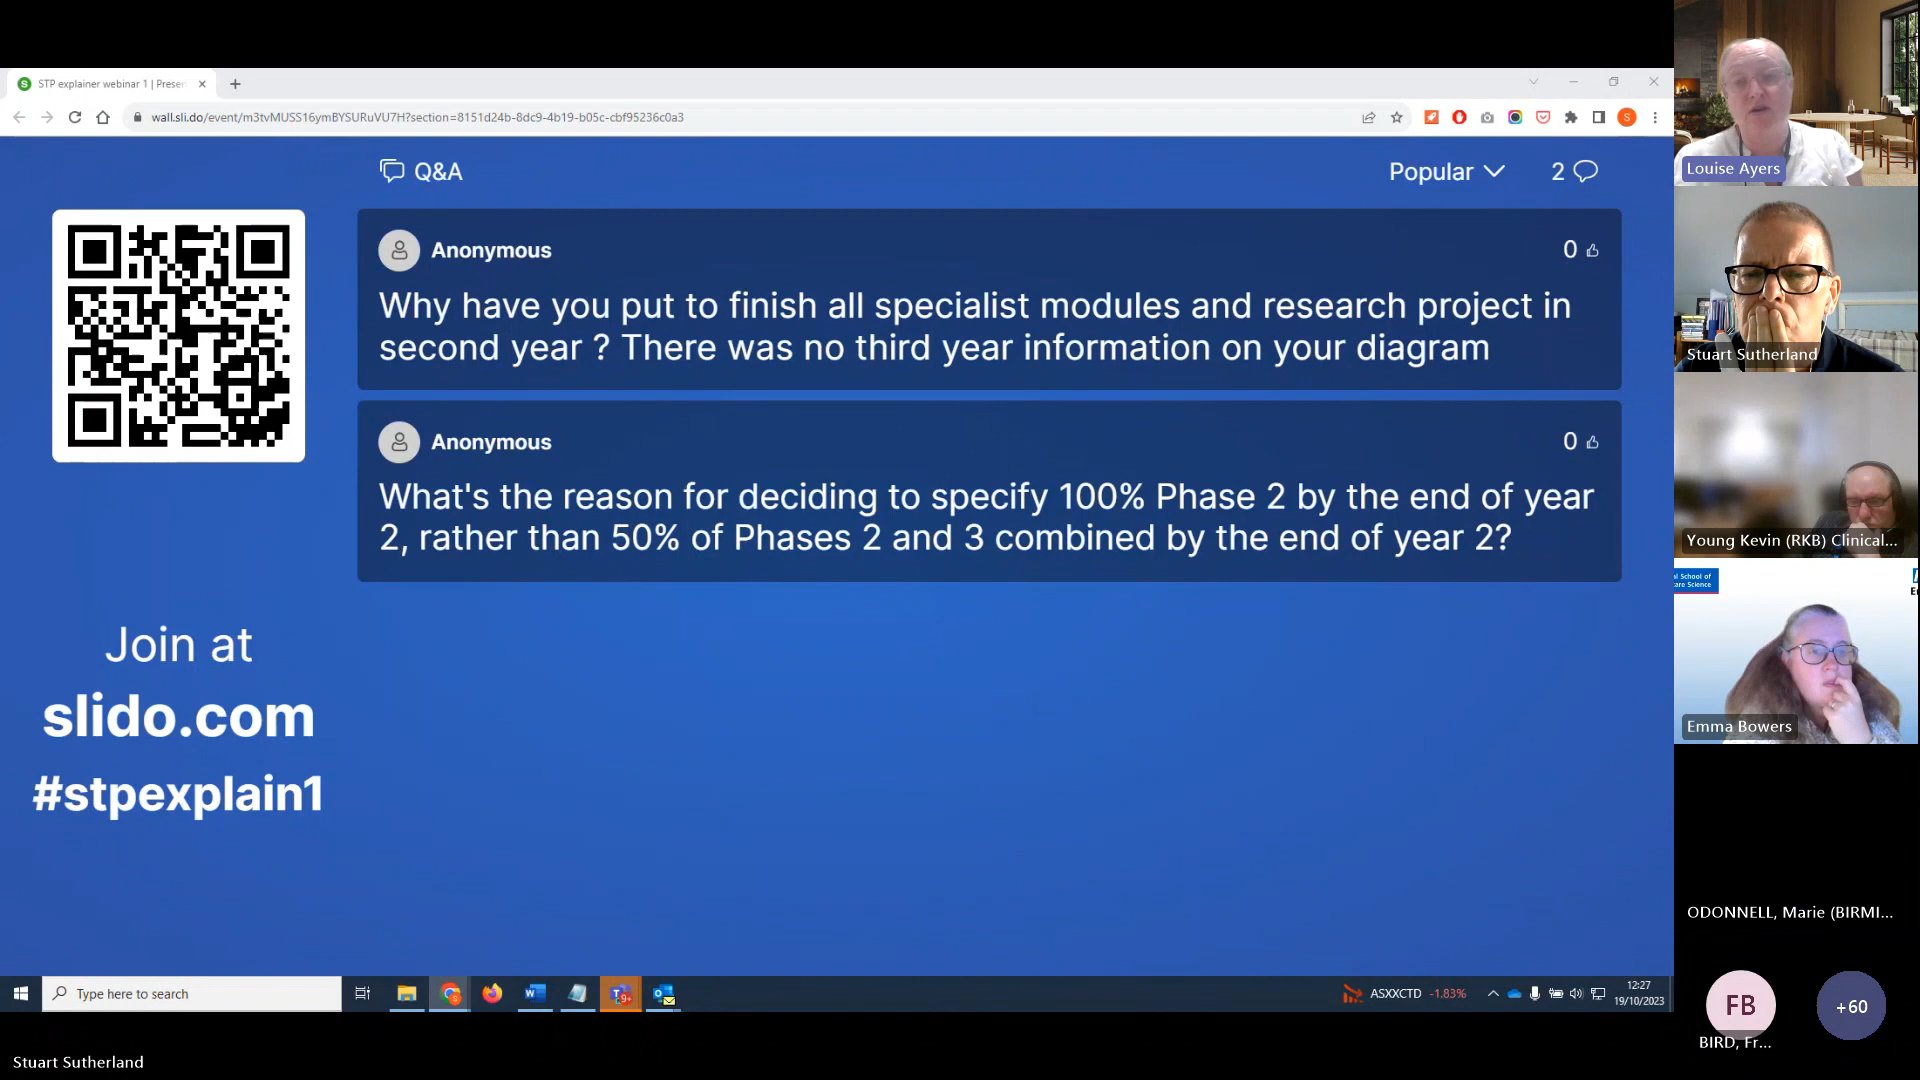 STP explainer webinar 1 | Presen
wall.sli.do/event/m3tvMUSS16ymBYSURuVU7H?section=8151d24b-8dc9-4b19-b05c-cbf95236c0a3
S
Q&A
Popular
2
Anonymous
0
Why have you put to finish all specialist modules and research project in
second year ? There was no third year information on your diagram
Anonymous
0
What's the reason for deciding to specify 100% Phase 2 by the end of year
2, rather than 50% of Phases 2 and 3 combined by the end of year 2?
Join at
slido.com
#stpexplain1
Type here to search
ASXXCTD -1.83%
12:27
19/10/2023
Stuart Sutherland
Louise Ayers
Stuart Sutherland
Young Kevin (RKB) Clinical...
l School of
are Science
Emma Bowers
ODONNELL, Marie (BIRMI...
FB
BIRD, Fr...
+60